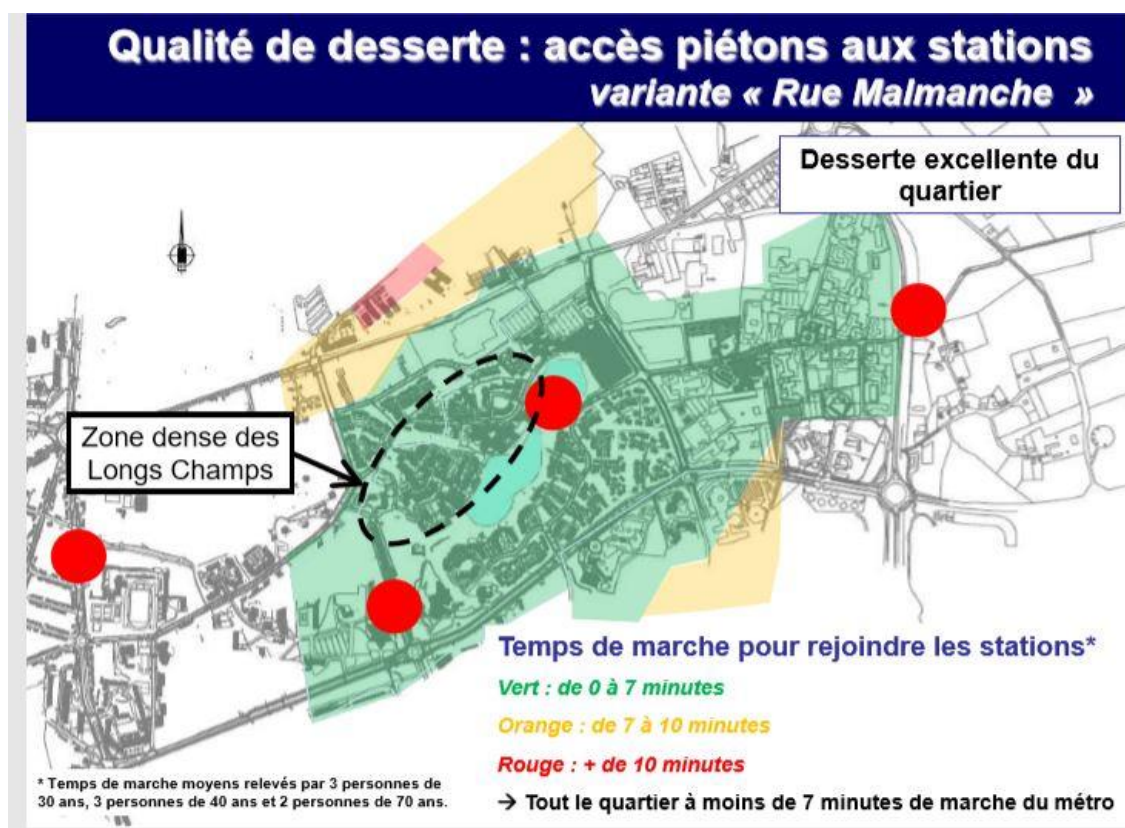 Qualité de desserte : accès piétons aux stations
variante « Rue Malmanche »
Desserte excellente du
quartier
Zone dense des
Longs Champs
Temps de marche pour rejoindre les stations*
Vert : de 0 à 7 minutes
Orange : de 7 à 10 minutes
Rouge : + de 10 minutes
* Temps de marche moyens relevés par 3 personnes de
30 ans, 3 personnes de 40 ans et 2 personnes de 70 ans.
→ Tout le quartier à moins de 7 minutes de marche du métro